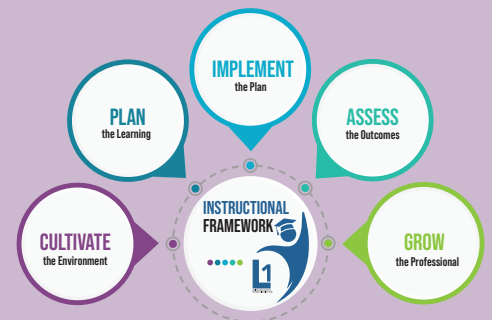 IMPLEMENT
the Plan
PLAN
the Learning
ASSESS
the Outcomes
CULTIVATE
the Environment
INSTRUCTIONAL
FRAMEWORK
L1
GROW
the Professional